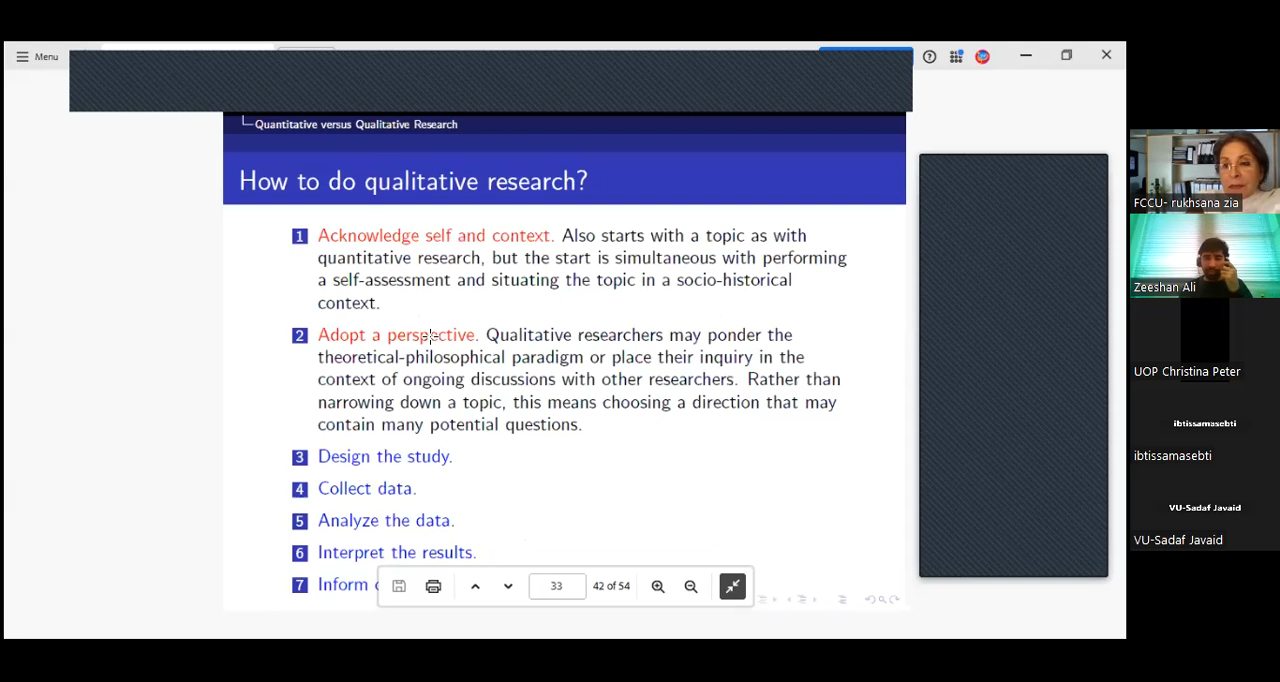 Menu
Quantitative versus Qualitative Research
How to do qualitative research?
1 Acknowledge self and context. Also starts with a topic as with
quantitative research, but the start is simultaneous with performing
a self-assessment and situating the topic in a socio-historical
context.
2 Adopt a perspective. Qualitative researchers may ponder the
theoretical-philosophical paradigm or place their inquiry in the
context of ongoing discussions with other researchers. Rather than
narrowing down a topic, this means choosing a direction that may
contain many potential questions.
3 Design the study.
4 Collect data.
5 Analyze the data.
6 Interpret the results.
7 Inform
33 42 of 54
FCCU- rukhsana zia
Zeeshan Ali
UOP Christina Peter
ibtissamasebti
ibtissamasebti
VU-Sadaf Javaid
VU-Sadaf Javaid